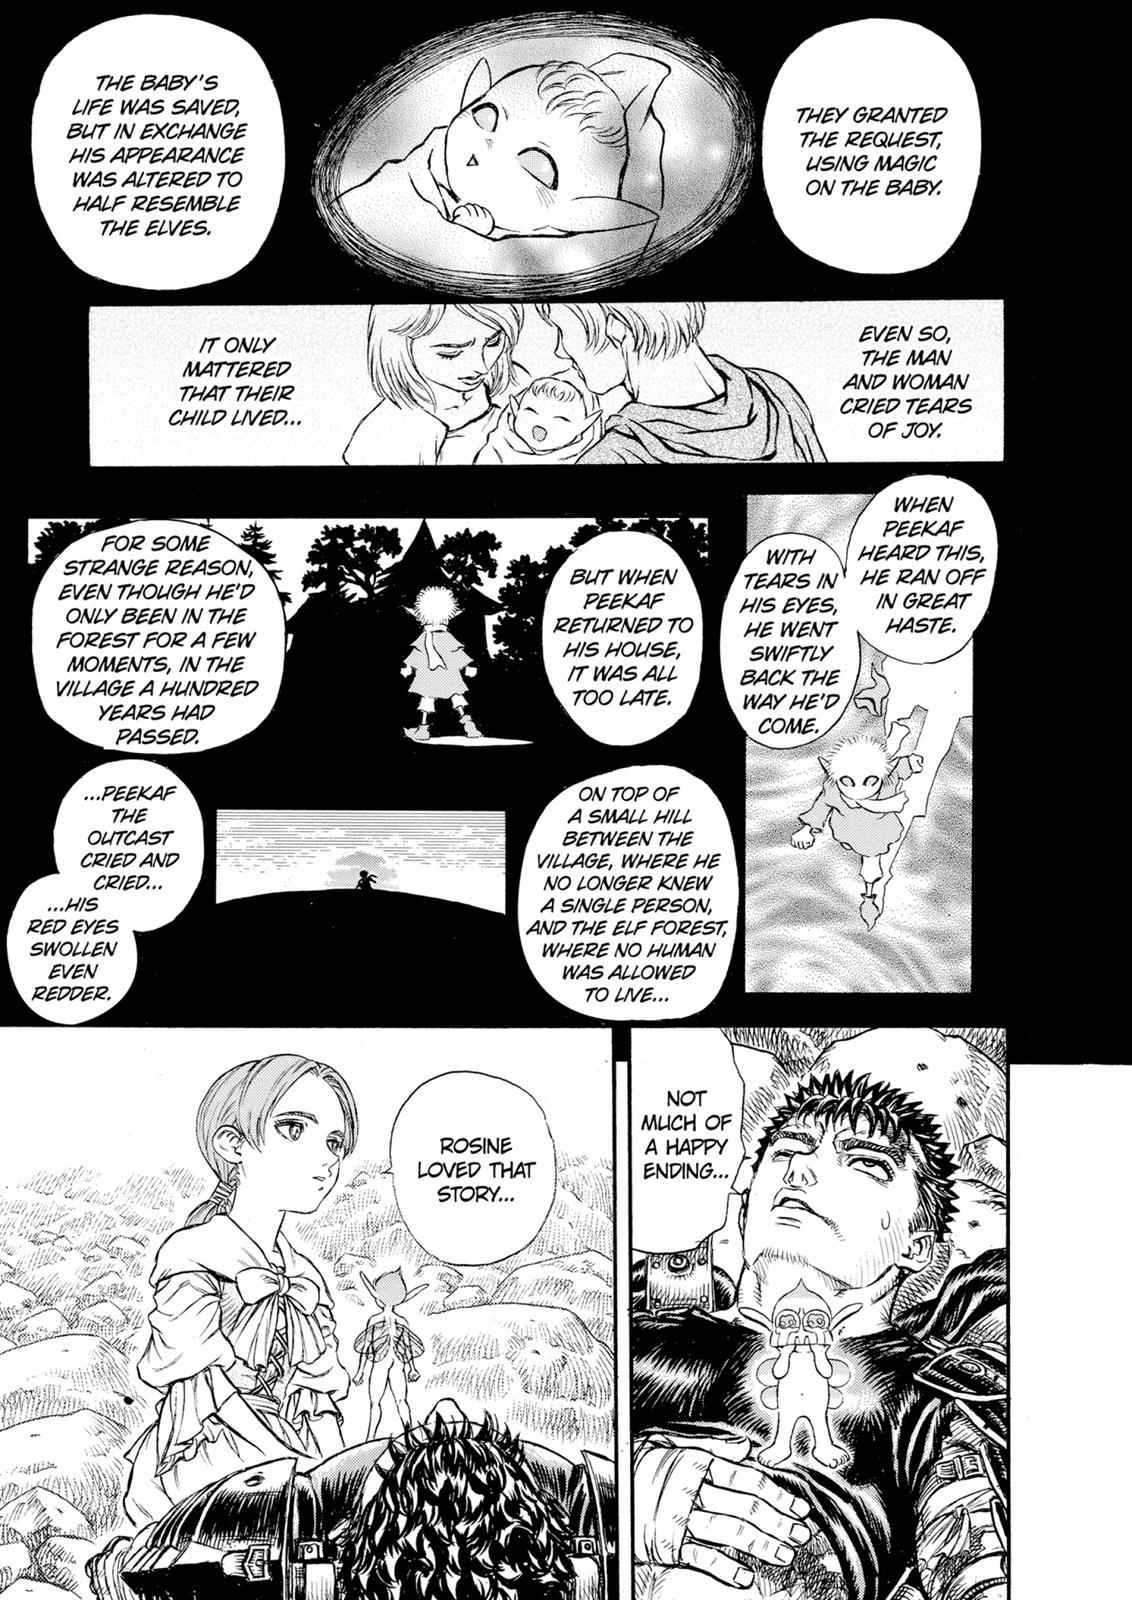 THEY GRANTED
THE REQUEST,
USING MAGIC
ON THE BABY.
THE BABY'S
LIFE WAS SAVED,
BUT IN EXCHANGE
HIS APPEARANCE
WAS ALTERED TO
HALF RESEMBLE
THE ELVES.
EVEN SO,
THE MAN
AND WOMAN
CRIED TEARS
OF JOY.
IT ONLY
MATTERED
THAT THEIR
CHILD LIVED...
WHEN
PEEKAF
HEARD THIS,
HE RAN OFF
IN GREAT
HASTE.
WITH
TEARS IN
HIS EYES,
HE WENT
SWIFTLY
BACK THE
WAY HE'D
COME.
BUT WHEN
PEEKAF
RETURNED TO
HIS HOUSE,
IT WAS ALL
TOO LATE.
FOR SOME
STRANGE REASON,
EVEN THOUGH HE'D
ONLY BEEN IN THE
FOREST FOR A FEW
MOMENTS, IN THE
VILLAGE A HUNDRED
YEARS HAD
PASSED.
ON TOP OF
A SMALL HILL
BETWEEN THE
VILLAGE, WHERE HE
NO LONGER KNEW
A SINGLE PERSON,
AND THE ELF FOREST,
WHERE NO HUMAN
WAS ALLOWED
TO LIVE...
...PEEKAF
THE
OUTCAST
CRIED AND
CRIED...
...HIS
RED EYES
SWOLLEN
EVEN
REDDER.
NOT
MUCH OF
A HAPPY
ENDING...
ROSINE
LOVED THAT
STORY...